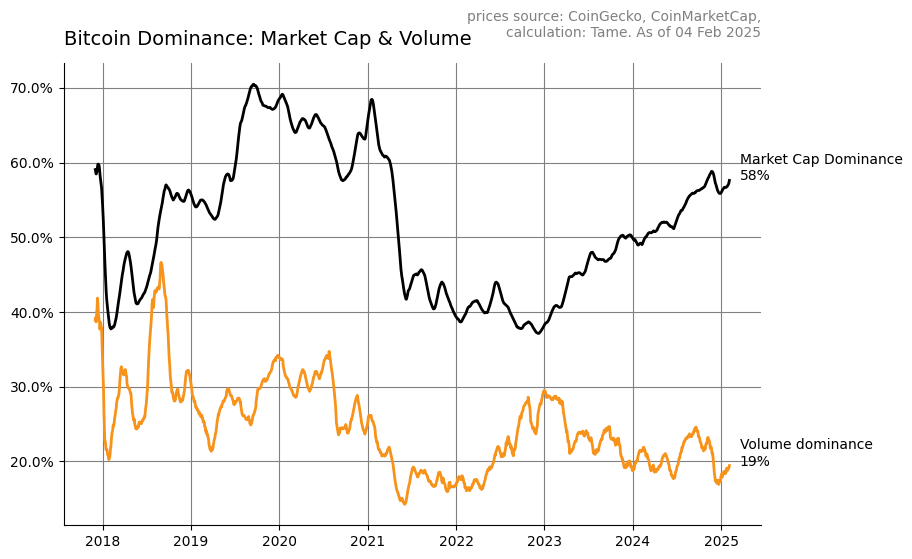 prices source: CoinGecko, CoinMarketCap,
calculation: Tame. As of 04 Feb 2025
Bitcoin Dominance: Market Cap & Volume
70.0%
60.0%
50.0%
40.0%
30.0%
20.0%
Market Cap Dominance
58%
Volume dominance
19%
2018 2019 2020 2021 2022 2023 2024 2025